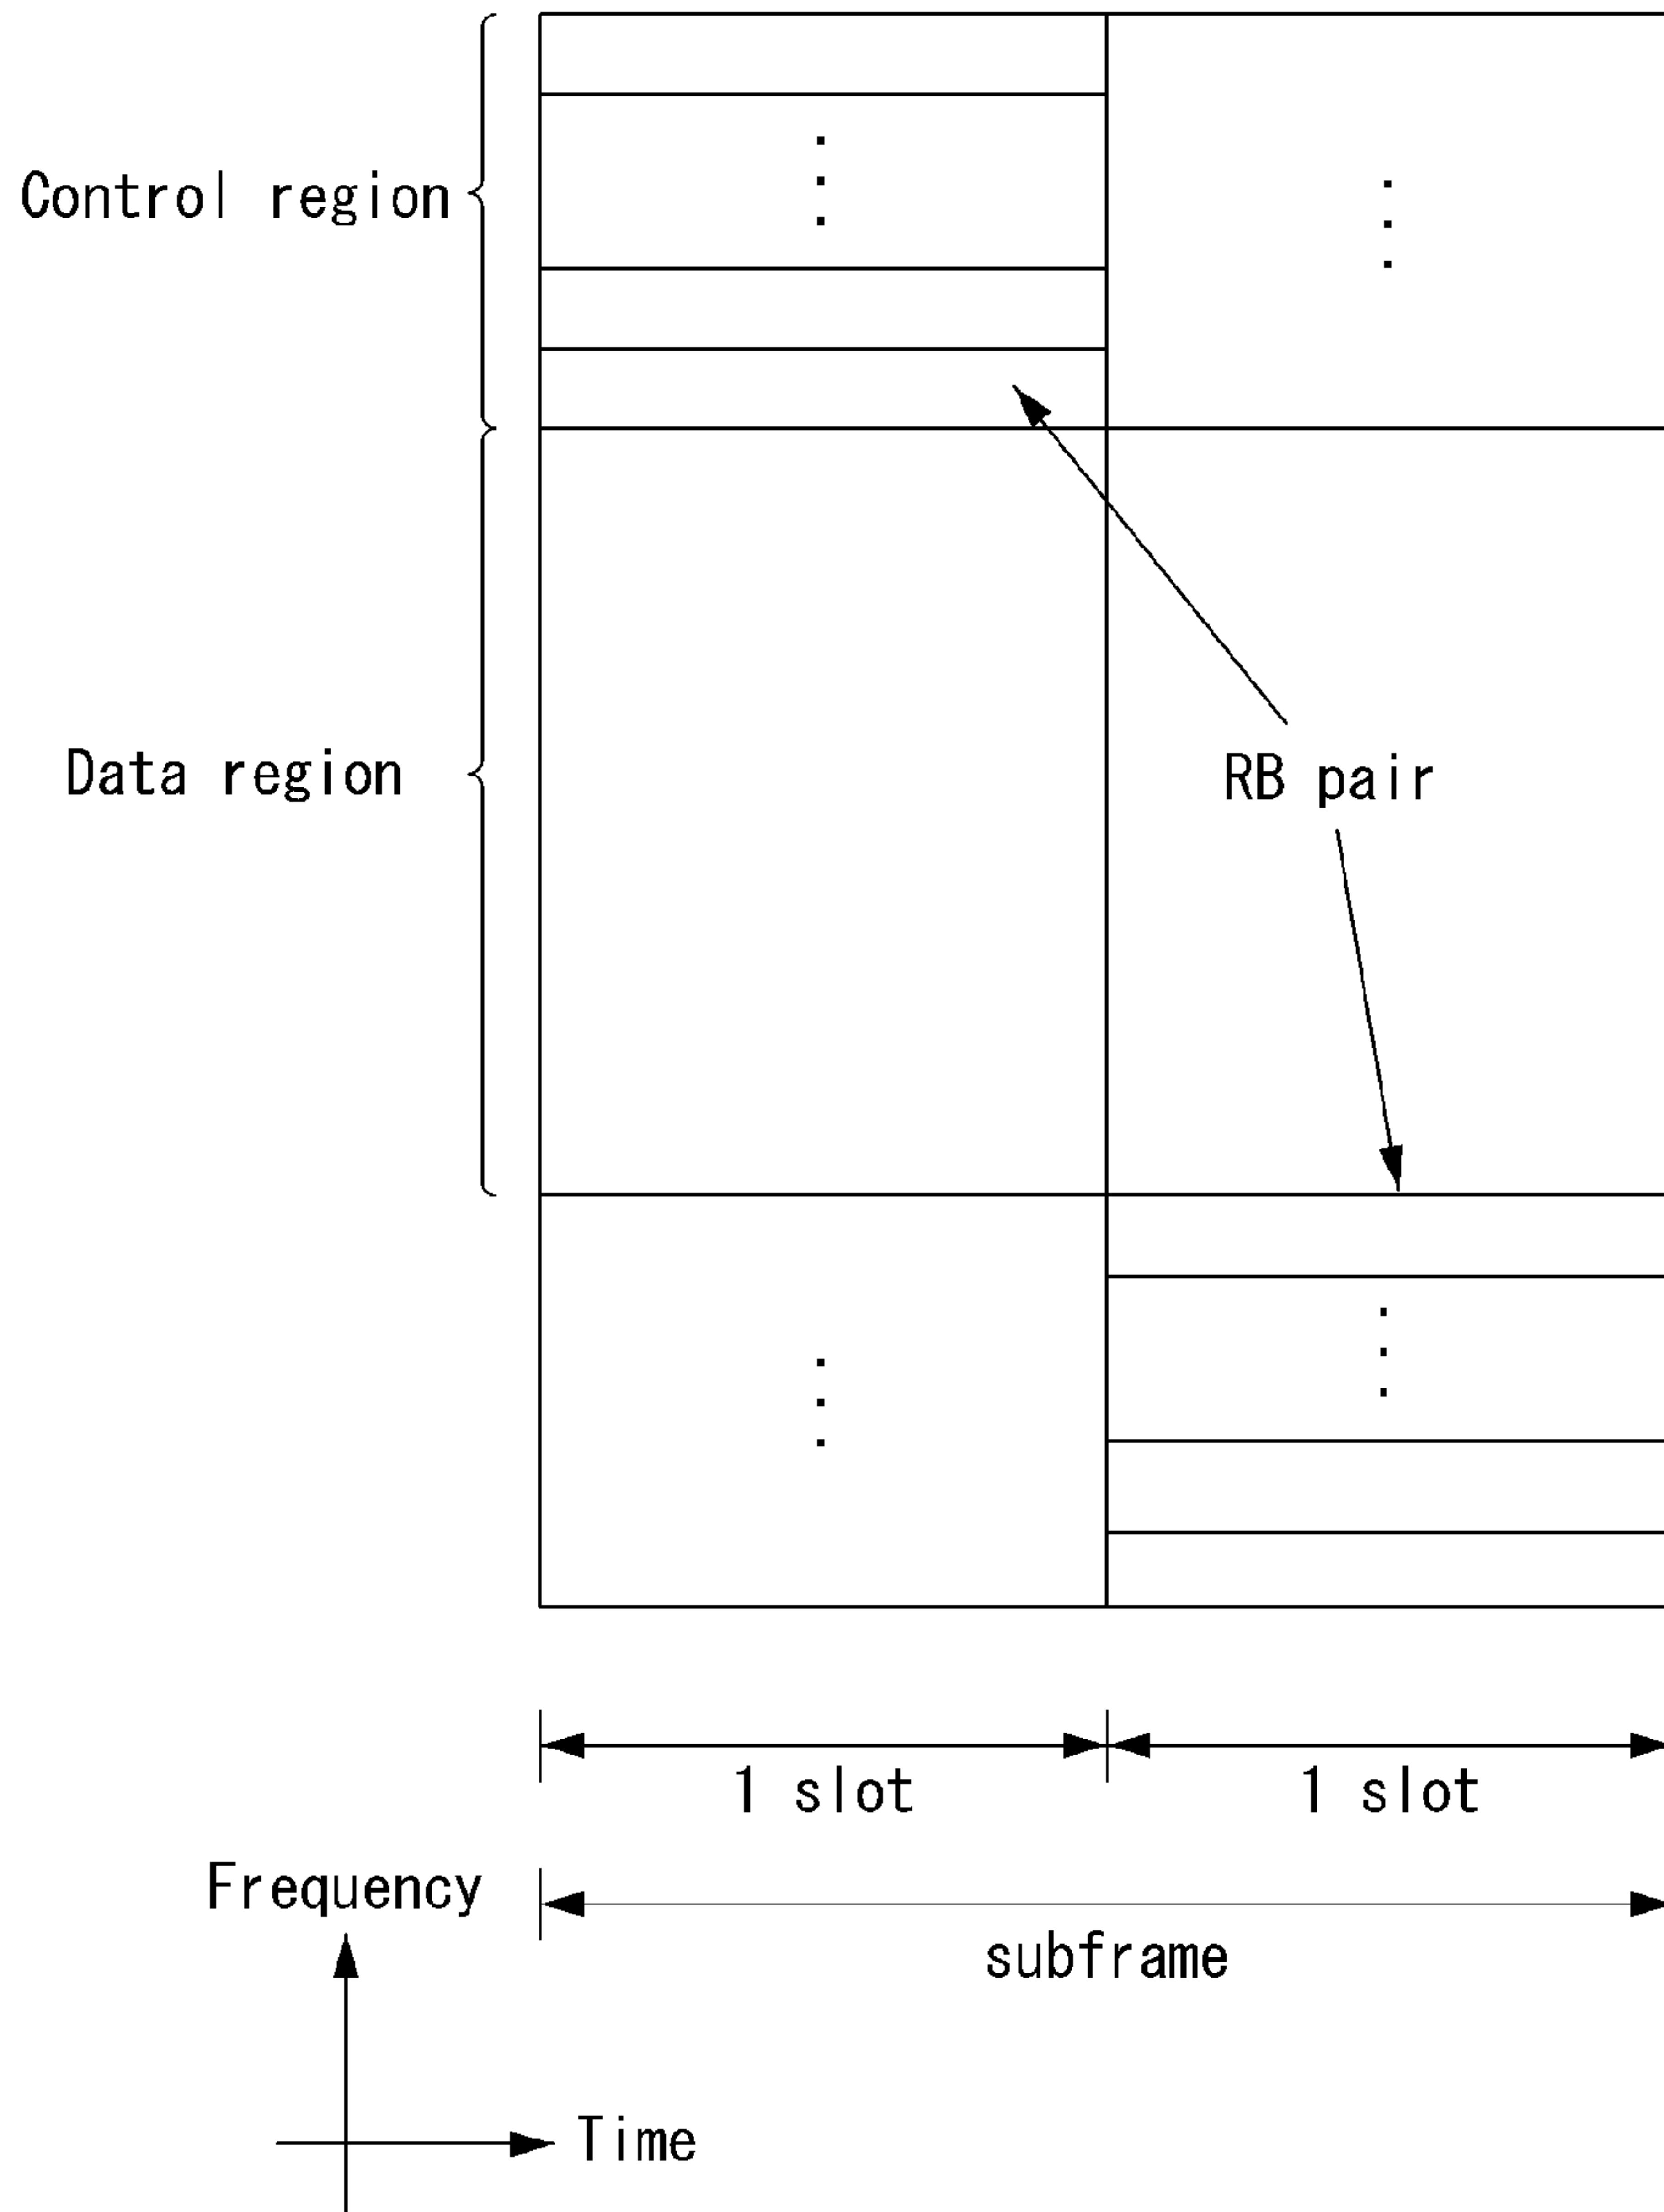 Control region
Data region
RB pair
1 slot
1 slot
Frequency
subframe
Time